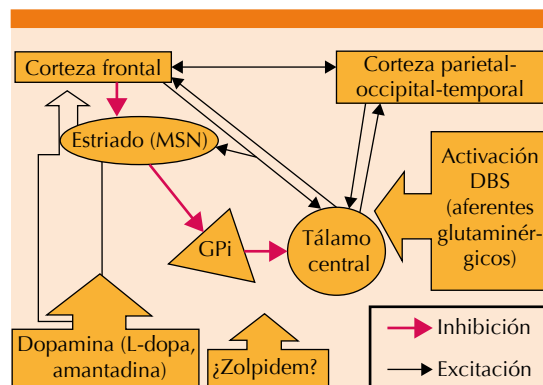 Corteza frontal
Corteza parietal-
occipital-temporal
Estriado (MSN)
Activación
DBS
(aferentes
glutaminér-
gicos)
GPi
Tálamo
central
Dopamina (L-dopa,
amantadina)
¿Zolpidem?
Inhibición
Excitación